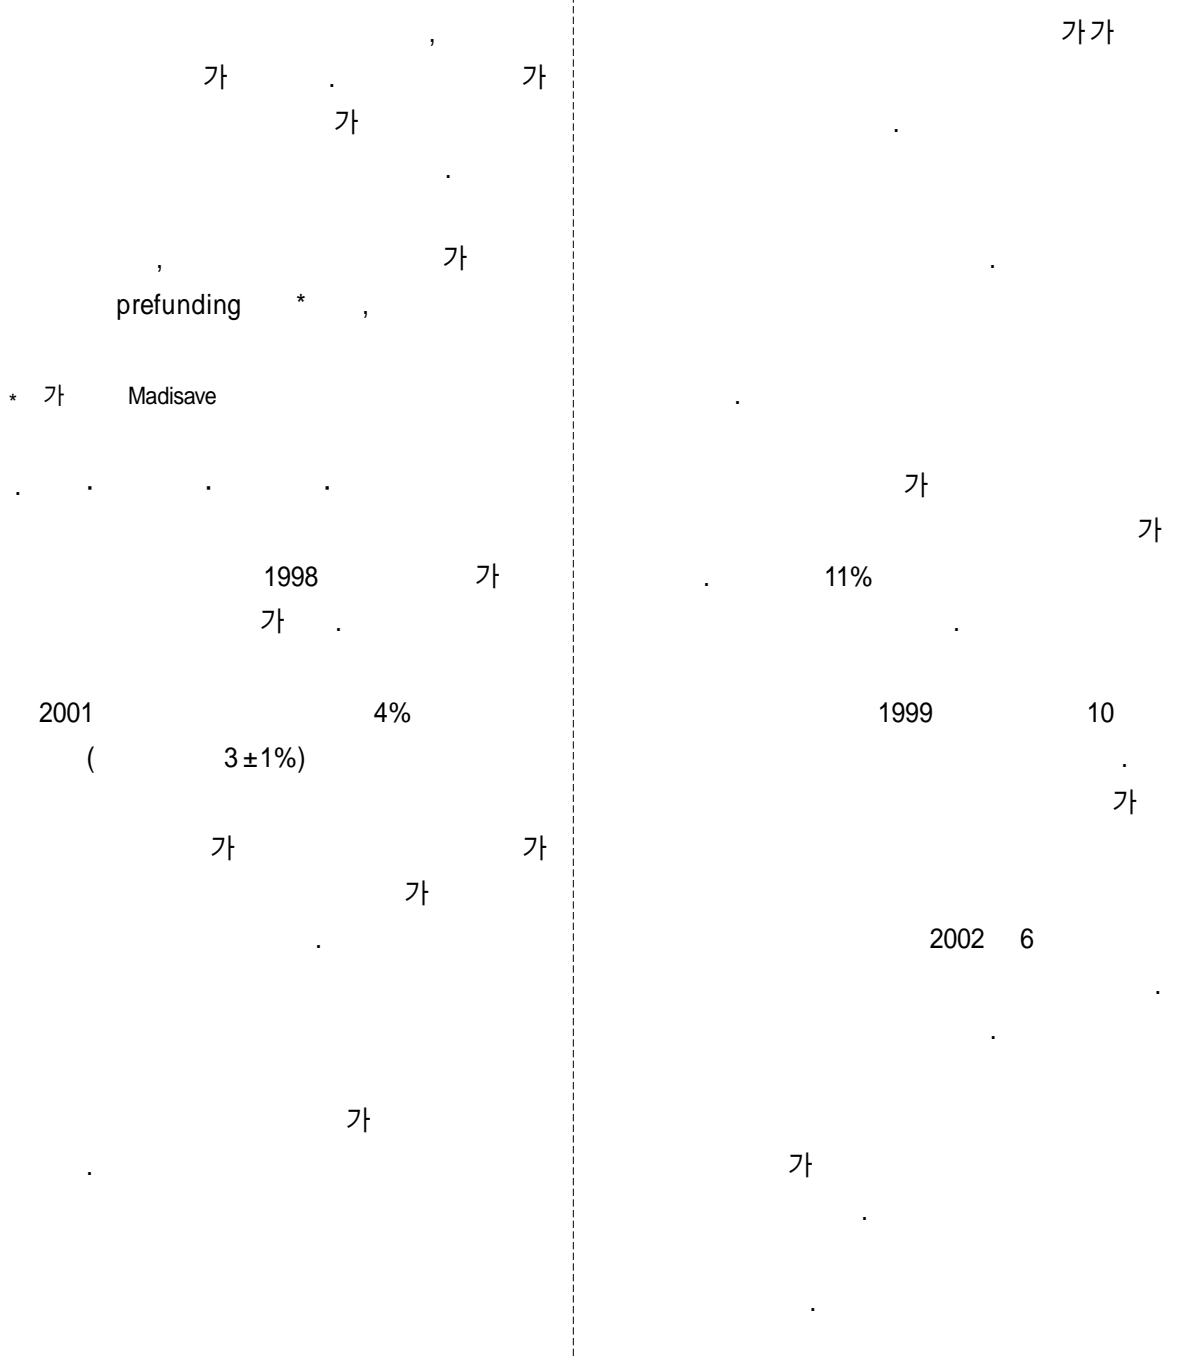 ,
가 . 가
가
.
, 가
prefunding * ,
* 가 Madisave
. · · ·
1998 가
가 .
2001 4%
( 3±1%)
가 가
가
.
가
.
가가
.
.
.
가
가
. 11%
.
1999 10
.
가
2002 6
.
.
가
.
.